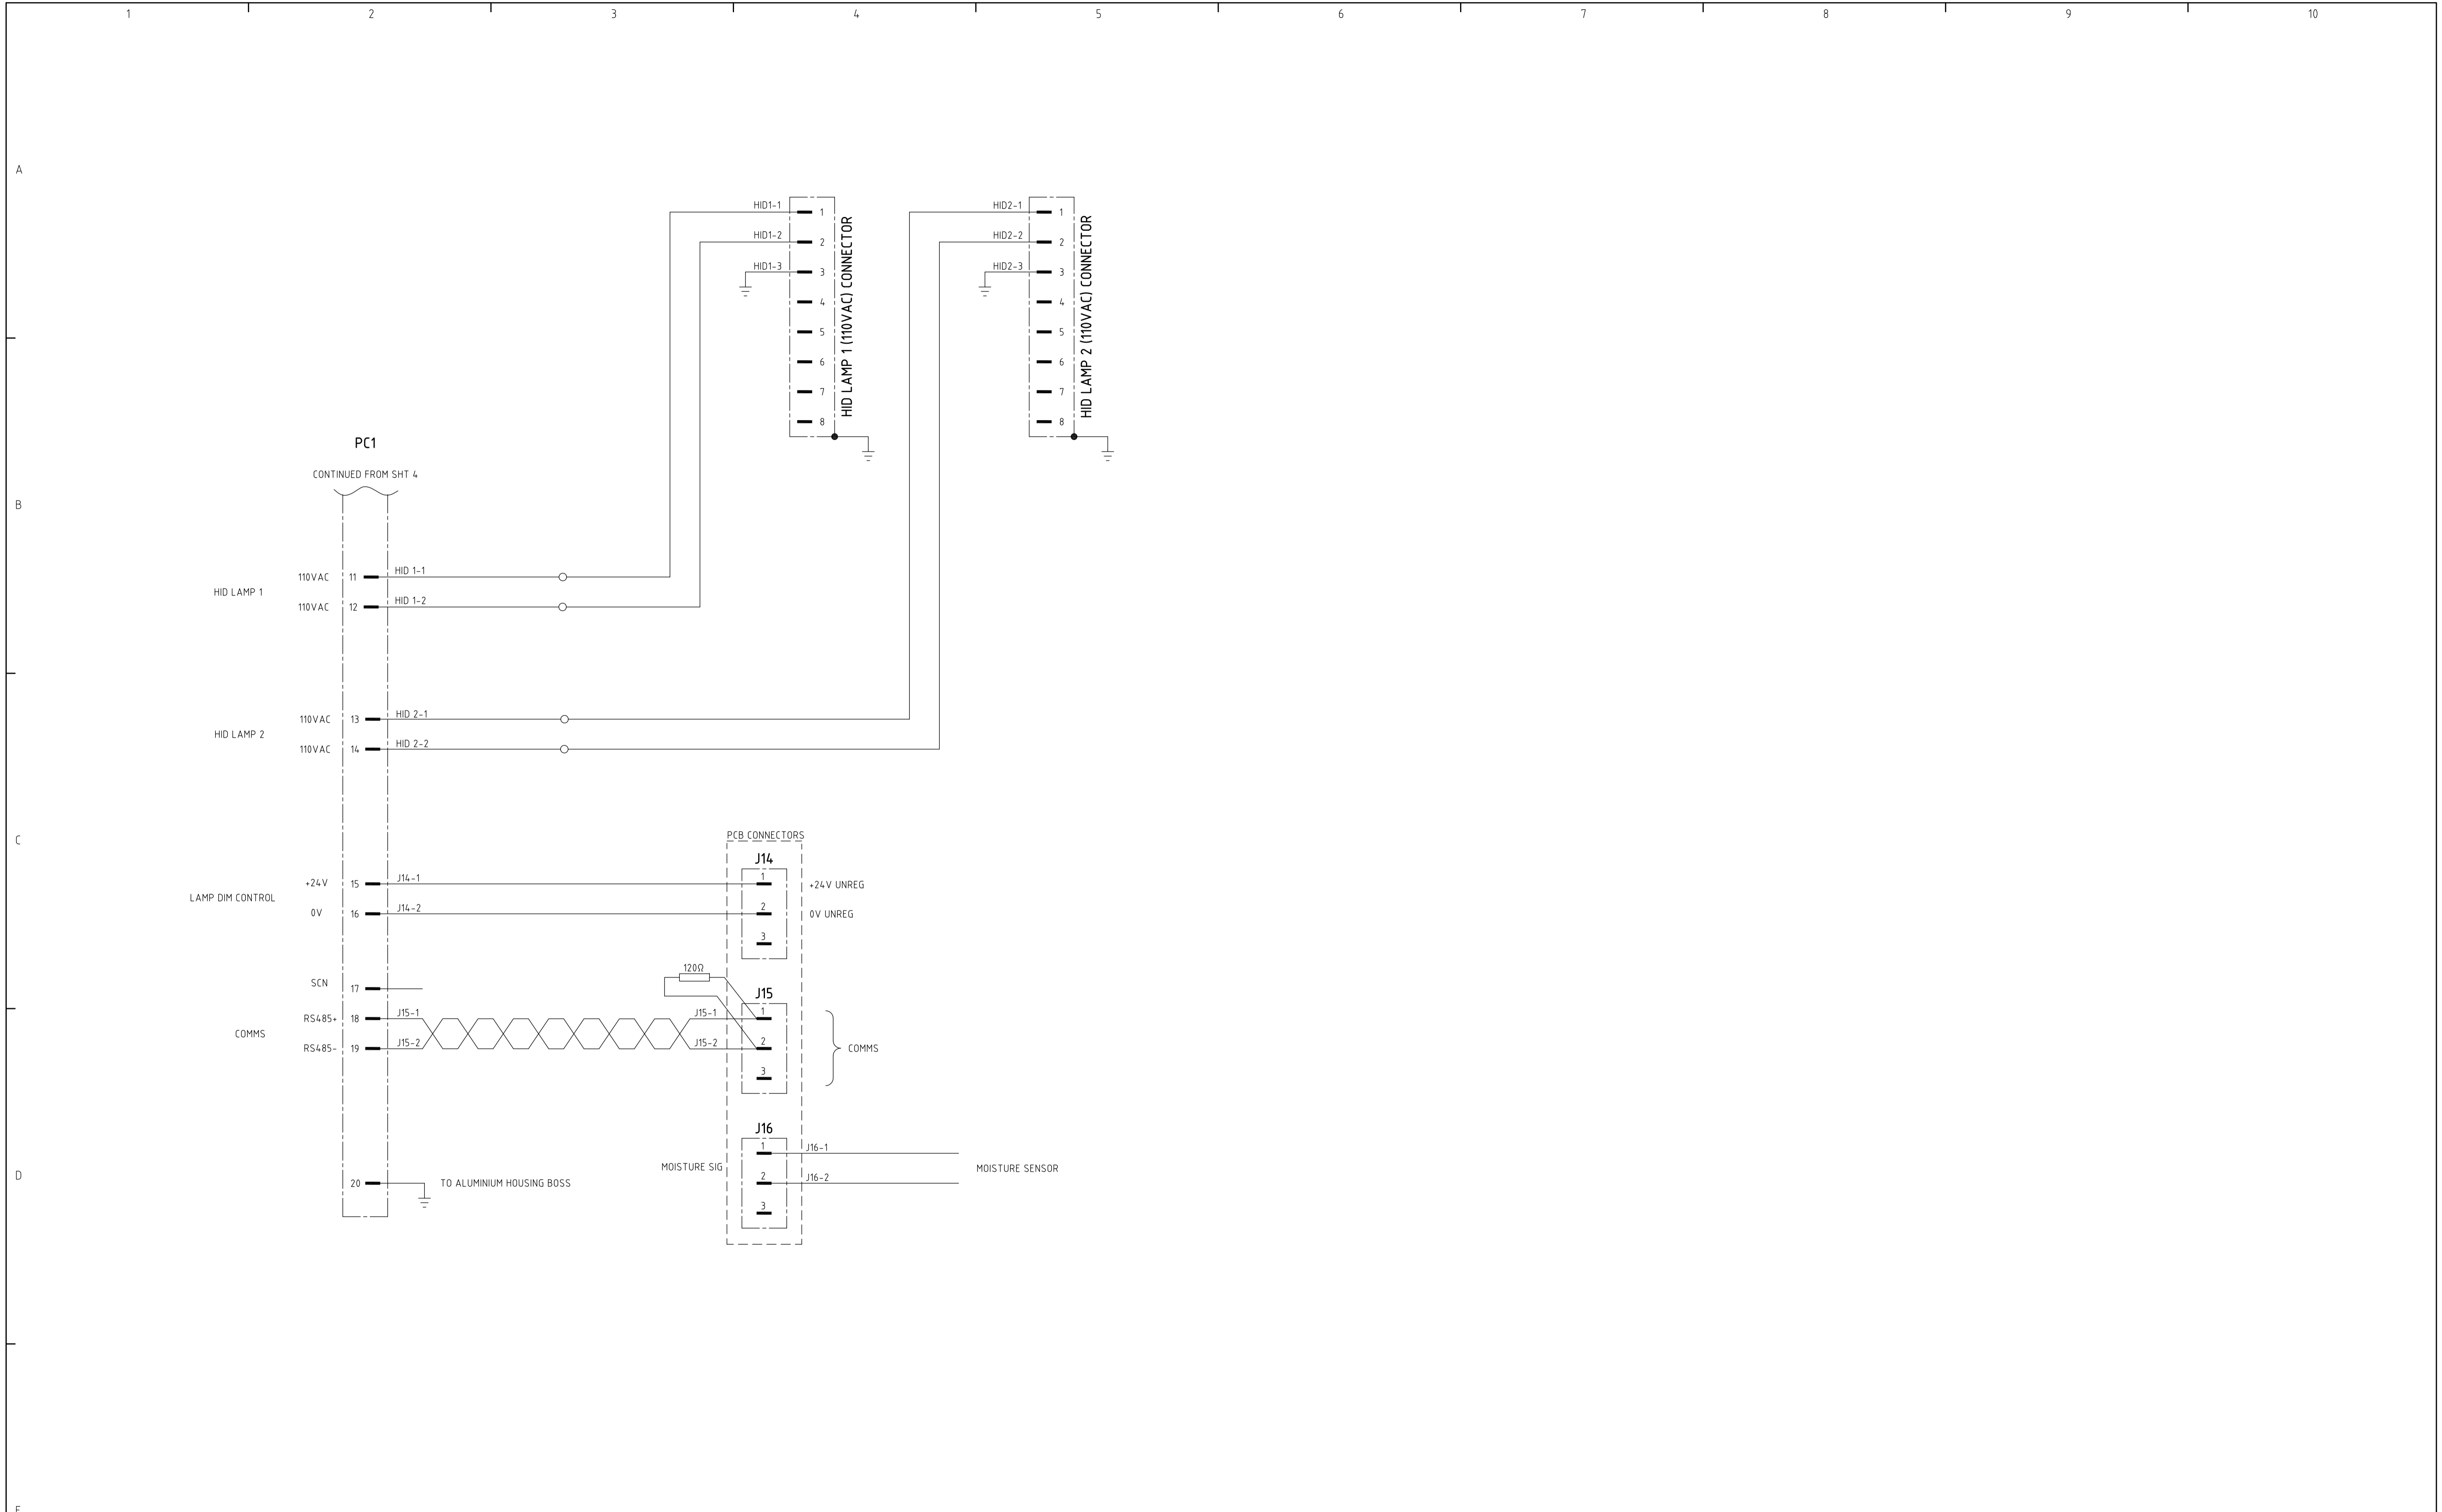 1 2 3 4 5 6 7 8 9 10
A
HID1-1 1
HID1-2 2
HID1-3 3
4
5
6
7
8
HID LAMP 1 (110VAC) CONNECTOR
HID2-1 1
HID2-2 2
HID2-3 3
4
5
6
7
8
HID LAMP 2 (110VAC) CONNECTOR
PC1
CONTINUED FROM SHT 4
B
HID LAMP 1
110VAC 11 HID 1-1
110VAC 12 HID 1-2
HID LAMP 2
110VAC 13 HID 2-1
110VAC 14 HID 2-2
C
PCB CONNECTORS
LAMP DIM CONTROL
+24V 15 J14-1
0V 16 J14-2
J14
1 +24V UNREG
2 0V UNREG
3
SCN 17
120Ω
COMMS
RS485+ 18 J15-1 J15-1
RS485- 19 J15-2 J15-2
J15
1
2
3
COMMS
D
20 TO ALUMINIUM HOUSING BOSS
MOISTURE SIG
J16
1 J16-1
2 J16-2
3
MOISTURE SENSOR